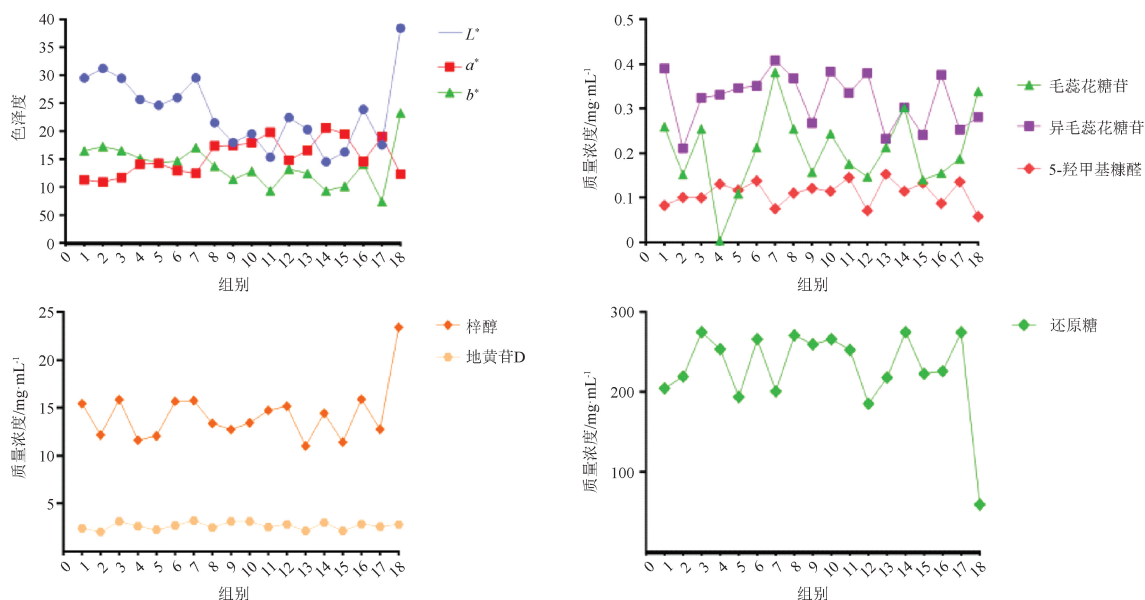 40
35
30
25
20
15
10
50
0
色泽度
0 1 2 3 4 5 6 7 8 9 10 11 12 13 14 15 16 17 18
组别
L*
a*
b*
0.5
0.4
0.3
0.2
0.1
0
质量浓度/mg·mL⁻¹
0 1 2 3 4 5 6 7 8 9 10 11 12 13 14 15 16 17 18
组别
毛蕊花糖苷
异毛蕊花糖苷
5-羟甲基糠醛
25
20
15
10
5
质量浓度/mg·mL⁻¹
0 1 2 3 4 5 6 7 8 9 10 11 12 13 14 15 16 17 18
组别
梓醇
地黄苷D
300
200
100
300
质量浓度/mg·mL⁻¹
0 1 2 3 4 5 6 7 8 9 10 11 12 13 14 15 16 17 18
组别
还原糖